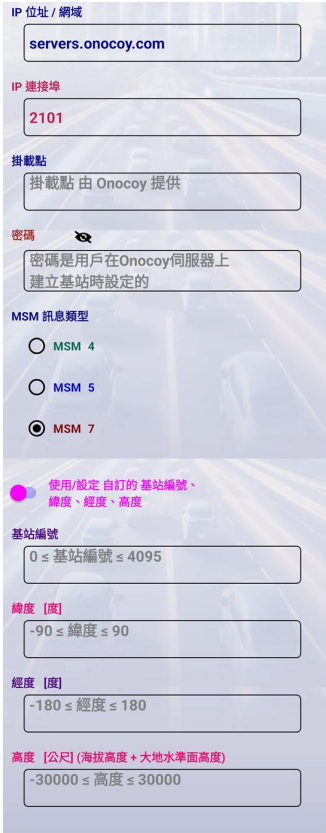 IP 位址 / 網域
servers.onocoy.com
IP 連接埠
2101
掛載點
掛載點 由 Onocoy 提供
密碼
密碼是用戶在Onocoy伺服器上
建立基站時設定的
MSM 訊息類型
MSM 4
MSM 5
MSM 7
使用/設定 自訂的 基站編號、
緯度、經度、高度
基站編號
0 ≤ 基站編號 ≤ 4095
緯度 [度]
-90 ≤ 緯度 ≤ 90
經度 [度]
-180 ≤ 經度 ≤ 180
高度 [公尺] (海拔高度 + 大地水準面高度)
-30000 ≤ 高度 ≤ 30000